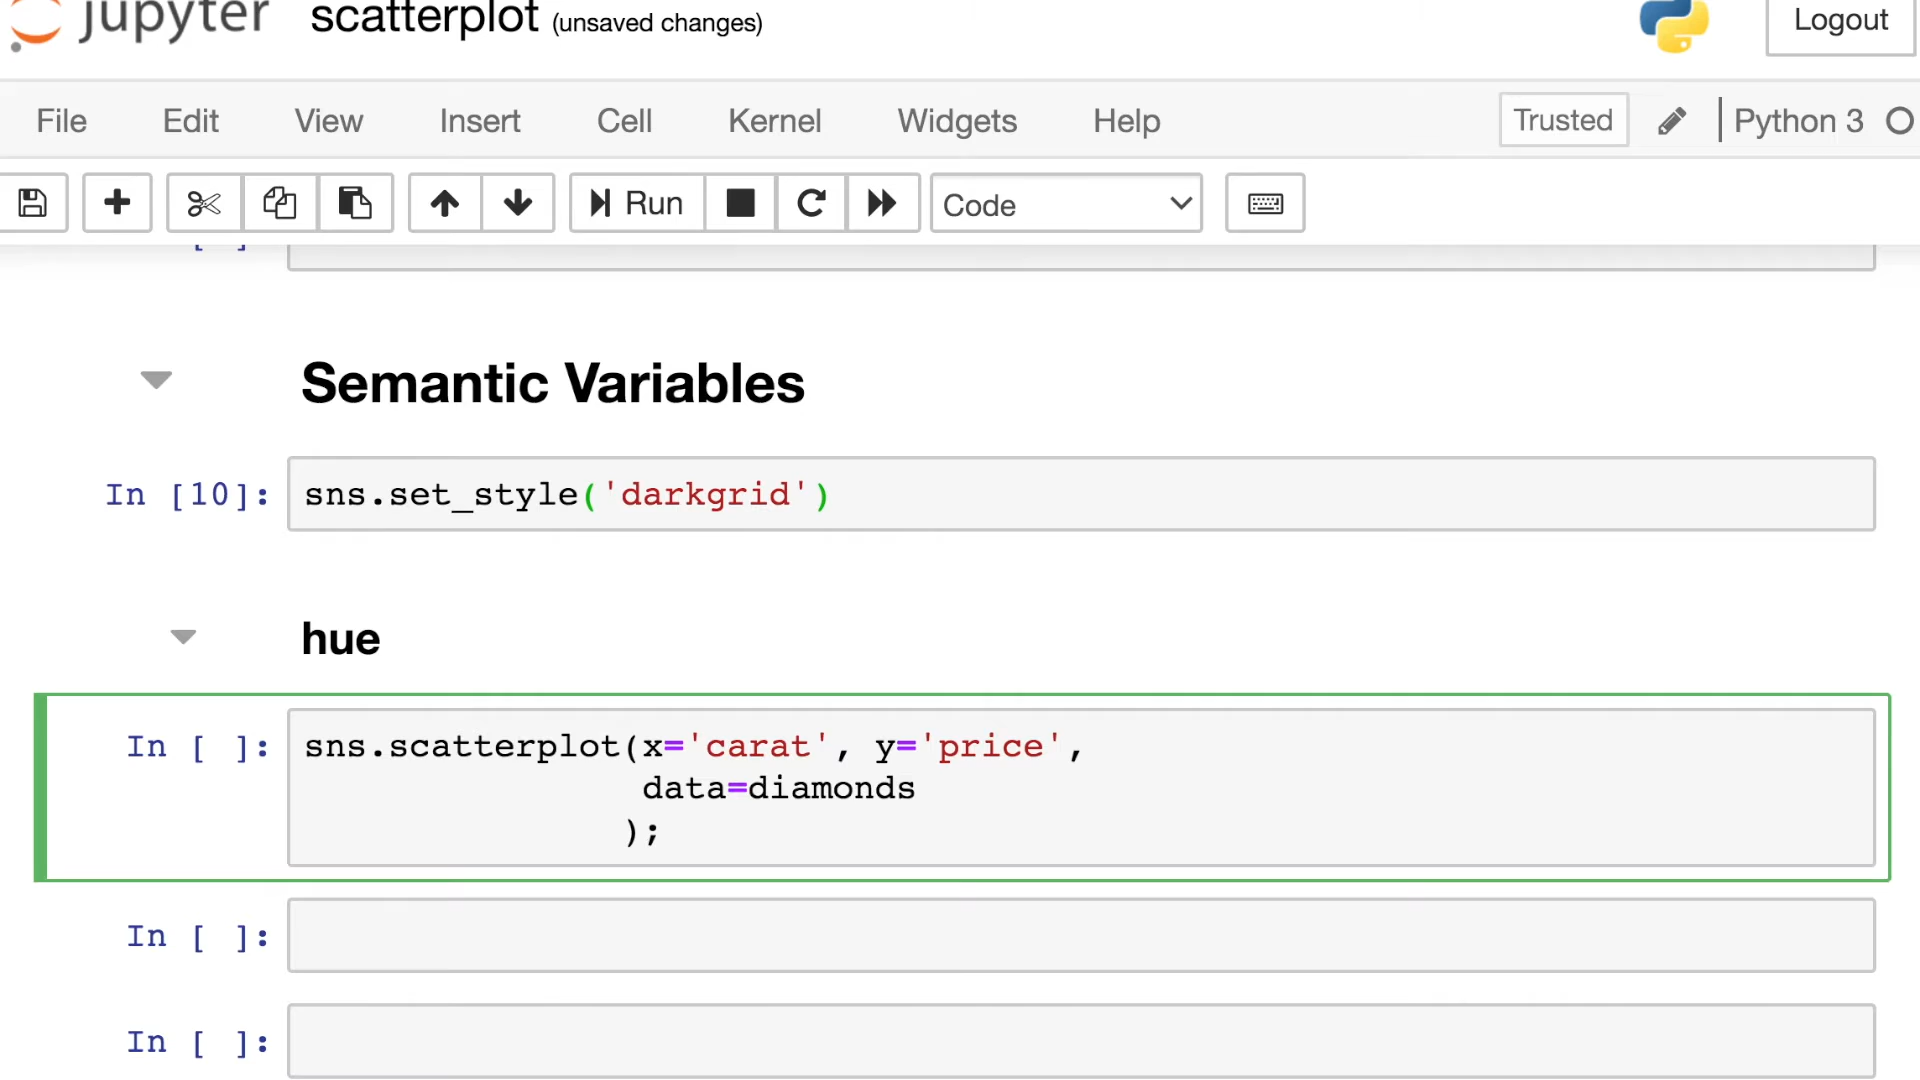 jupyter scatterplot (unsaved changes) Logout
File Edit View Insert Cell Kernel Widgets Help Trusted Python 3
Run Code
[ ]
Semantic Variables
In [10]: sns.set_style('darkgrid')
hue
In [ ]: sns.scatterplot(x='carat', y='price',
data=diamonds
);
In [ ]:
In [ ]: